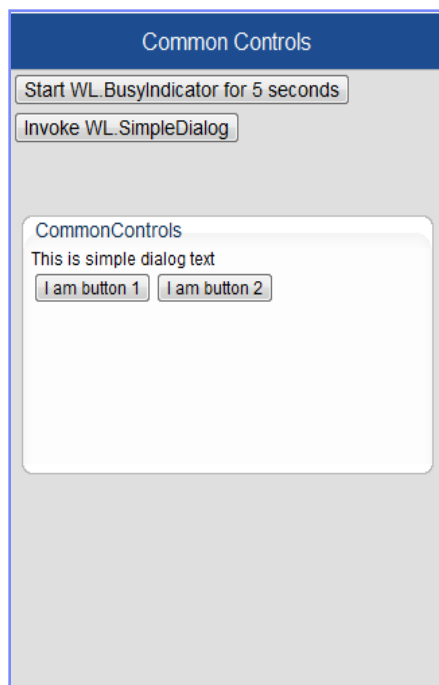 Common Controls
Start WL.BusyIndicator for 5 seconds
Invoke WL.SimpleDialog
CommonControls
This is simple dialog text
I am button 1 I am button 2